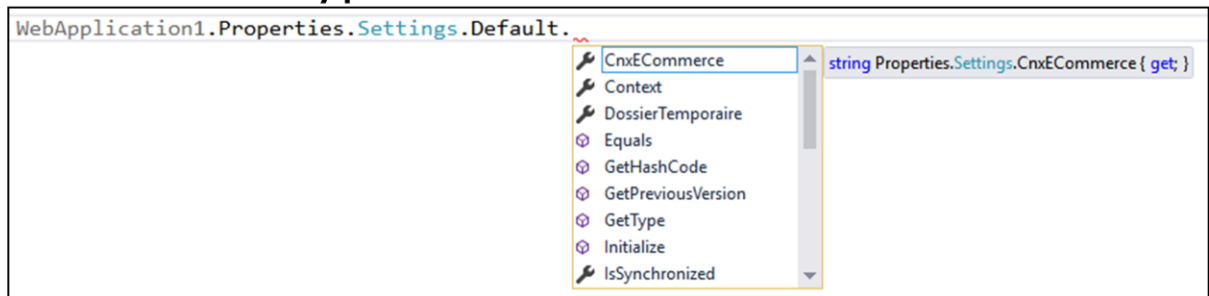 WebApplication1.Properties.Settings.Default.
CnxECommerce
string Properties.Settings.CnxECommerce { get; }
Context
DossierTemporaire
Equals
GetHashCode
GetPreviousVersion
GetType
Initialize
IsSynchronized